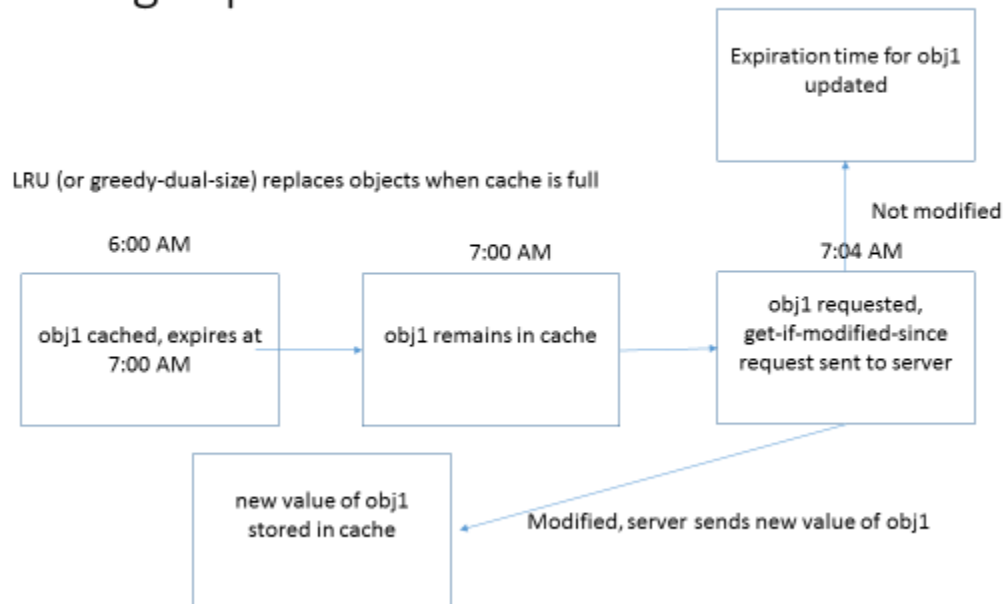 Expiration time for obj1
updated
LRU (or greedy-dual-size) replaces objects when cache is full
Not modified
6:00 AM
7:00 AM
7:04 AM
obj1 cached, expires at
7:00 AM
obj1 remains in cache
obj1 requested,
get-if-modified-since
request sent to server
new value of obj1
stored in cache
Modified, server sends new value of obj1